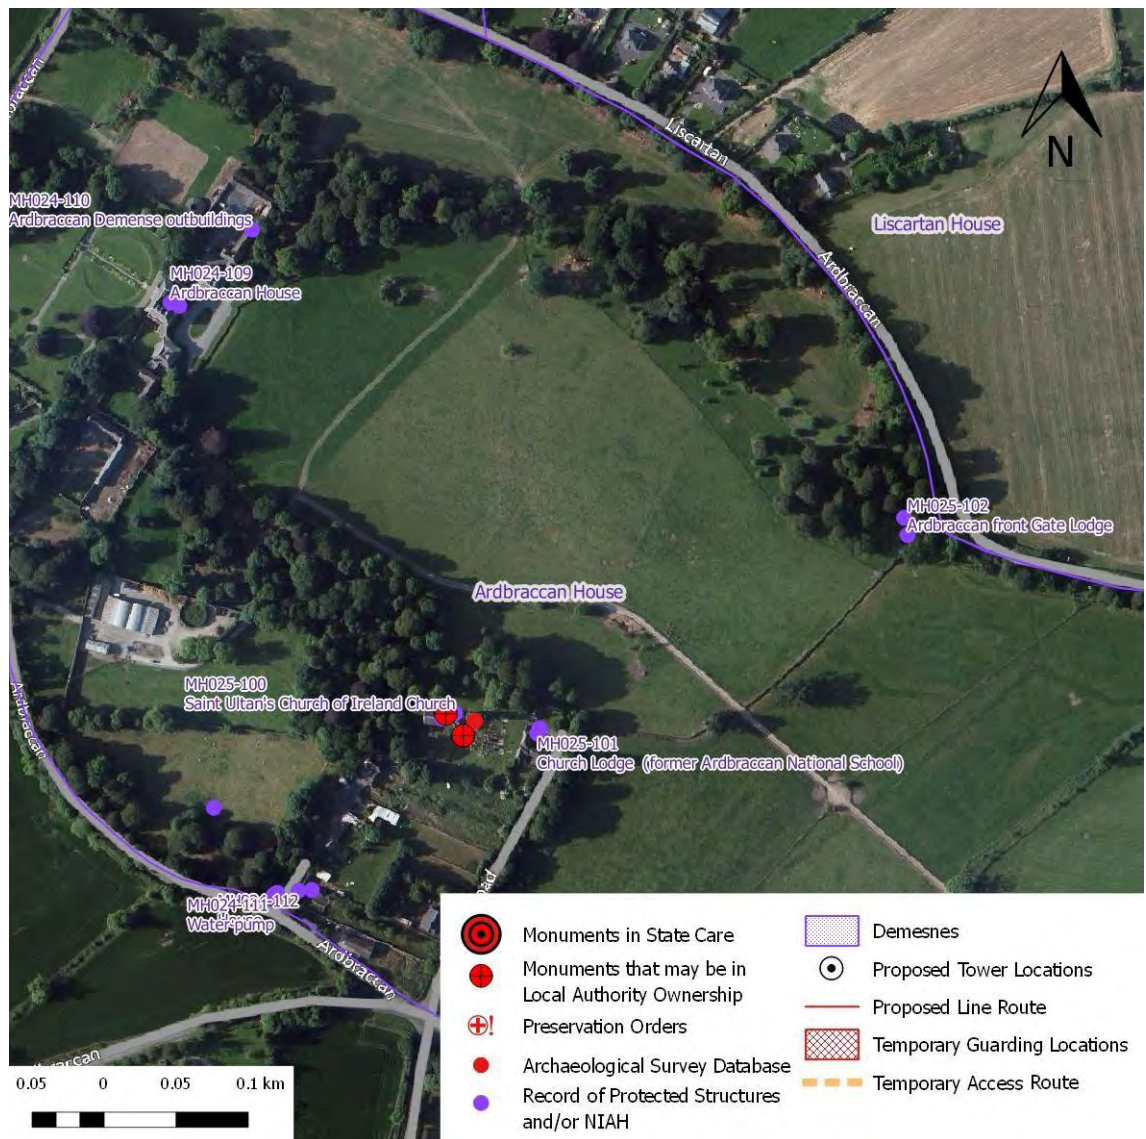 Ardbraccan
Liscartan
N
MH024-110
Ardbraccan Demense outbuildings
Liscartan House
MH024-109
Ardbraccan House
Ardbraccan
MH025-102
Ardbraccan front Gate Lodge
Ardbraccan House
MH025-100
Saint Ultan's Church of Ireland Church
Ardbraccan
MH025-101
Church Lodge (former Ardbraccan National School)
MH024-112
MH024-111
Water pump
Ardbraccan
Ardbraccan
0.05 0 0.05 0.1 km
Monuments in State Care
Monuments that may be in
Local Authority Ownership
Preservation Orders
Archaeological Survey Database
Record of Protected Structures
and/or NIAH
Demesnes
Proposed Tower Locations
Proposed Line Route
Temporary Guarding Locations
Temporary Access Route